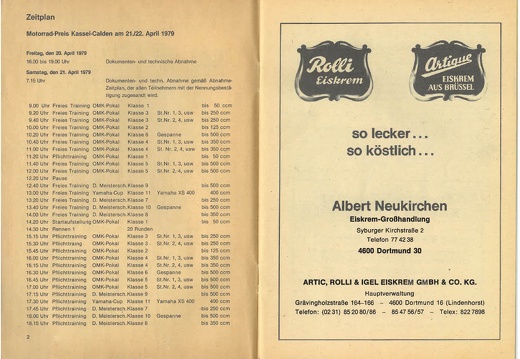 Zeitplan
Motorrad-Preis Kassel-Calden am 21./22. April 1979
Freitag, den 20. April 1979
16.00 bis 19.00 Uhr Dokumenten- und technische Abnahme
Samstag, den 21. April 1979
7.15 Uhr Dokumenten- und techn. Abnahme gemäß Abnahme-
Zeitplan, der allen Teilnehmern mit der Nennungsbestä-
tigung zugesandt wird.
8.00 Uhr Freies Training OMK-Pokal Klasse 1 bis 50 ccm
9.20 Uhr Freies Training OMK-Pokal Klasse 3 St.Nr. 1, 3, usw bis 250 ccm
9.40 Uhr Freies Training OMK-Pokal Klasse 3 St.Nr. 2, 4, usw bis 250 ccm
10.00 Uhr Freies Training OMK-Pokal Klasse 2 bis 125 ccm
10.20 Uhr Freies Training OMK-Pokal Klasse 6 Gespanne bis 500 ccm
10.40 Uhr Freies Training OMK-Pokal Klasse 4 St.Nr. 1, 3, usw bis 350 ccm
11.00 Uhr Freies Training OMK-Pokal Klasse 4 St.Nr. 2, 4, usw bis 350 ccm
11.20 Uhr Pflichttraining OMK-Pokal Klasse 1 bis 50 ccm
11.40 Uhr Freies Training OMK-Pokal Klasse 5 St.Nr. 1, 3, usw bis 500 ccm
12.00 Uhr Freies Training OMK-Pokal Klasse 5 St.Nr. 2, 4, usw bis 500 ccm
12.20 Uhr Pause
12.40 Uhr Freies Training D. Meistersch. Klasse 9 bis 500 ccm
13.00 Uhr Freies Training Yamaha-Cup Klasse 11 Yamaha XS 400 400 ccm
13.20 Uhr Freies Training D. Meistersch. Klasse 7 bis 250 ccm
13.40 Uhr Freies Training D. Meistersch. Klasse 10 Gespanne bis 500 ccm
14.00 Uhr Freies Training D. Meistersch. Klasse 8 bis 350 ccm
14.20 Uhr Startaufstellung OMK-Pokal Klasse 1 bis 50 ccm
14.30 Uhr Rennen 1 20 Runden
15.15 Uhr Pflichttraining OMK-Pokal Klasse 3 St.Nr. 1, 3, usw bis 250 ccm
Uhr Pflichttraining OMK-Pokal Klasse 3 St.Nr. 2, 4, usw bis 250 ccm
Uhr Pflichttraining OMK-Pokal Klasse 2 bis 125 ccm
Uhr Pflichttraining OMK-Pokal Klasse 4 St.Nr. 1, 3, usw bis 350 ccm
Uhr Pflichttraining OMK-Pokal Klasse 4 St.Nr. 2, 4, usw bis 350 ccm
Uhr Pflichttraining OMK-Pokal Klasse 6 Gespanne bis 500 ccm
Uhr Pflichttraining OMK-Pokal Klasse 5 St.Nr. 1, 3, usw bis 500 ccm
17.00 Uhr Pflichttraining OMK-Pokal Klasse 5 St.Nr. 2, 4, usw bis 500 ccm
17.15 Uhr Pflichttraining D. Meistersch. Klasse bis 500 ccm
17.30 Uhr Pflichttraining Yamaha-Cup Klasse 11 Yamaha XS 400 400 ccm
17.45 Uhr Pflichttraining D. Meistersch. Klasse 7 bis 250 ccm
18.00 Uhr Pflichttraining D. Meistersch. Klasse 10 Gespanne bis 500 ccm
18.15 Uhr Pflichttraining D. Meistersch. Klasse 8 bis 350 ccm
2
Rolli
Eiskrem
Artique
EISKREM
AUS BRÜSSEL
so lecker...
so köstlich...
Albert Neukirchen
Eiskrem-Großhandlung
Syburger Kirchstraße 2
Telefon 77 42 38
4600 Dortmund 30
ARTIC, ROLLI & IGEL EISKREM GMBH & CO. KG.
Hauptverwaltung
Grävingholzstraße 164-166 – 4600 Dortmund 16 (Lindenhorst)
Telefon: (02 31) 85 20 80/86 - 85 47 56/57 - Telex: 822 7898